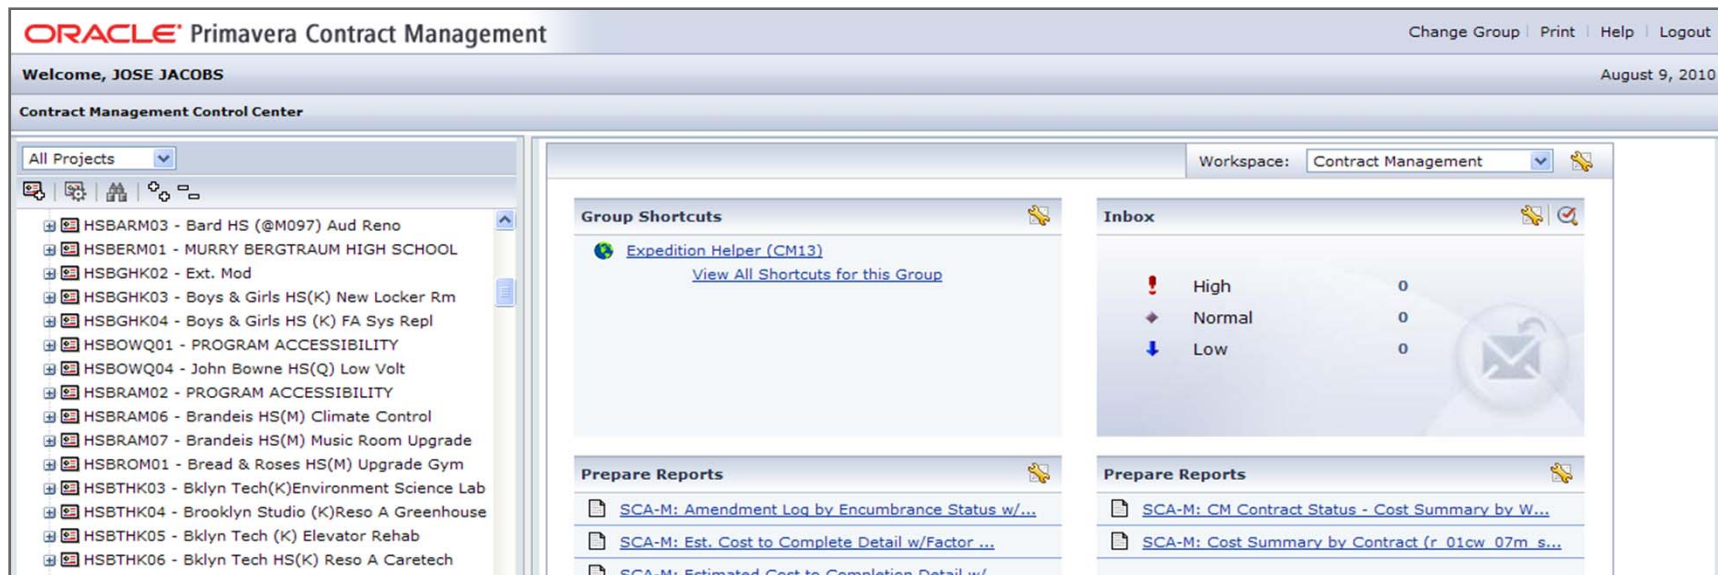 ORACLE Primavera Contract Management
Change Group | Print | Help | Logout
Welcome, JOSE JACOBS
August 9, 2010
Contract Management Control Center
All Projects
HSBARM03 - Bard HS (@M097) Aud Reno
HSBERM01 - MURRY BERGTRAUM HIGH SCHOOL
HSBGHK02 - Ext. Mod
HSBGHK03 - Boys & Girls HS(K) New Locker Rm
HSBGHK04 - Boys & Girls HS (K) FA Sys Repl
HSBOWQ01 - PROGRAM ACCESSIBILITY
HSBOWQ04 - John Bowne HS(Q) Low Volt
HSBRAM02 - PROGRAM ACCESSIBILITY
HSBRAM06 - Brandeis HS(M) Climate Control
HSBRAM07 - Brandeis HS(M) Music Room Upgrade
HSBROM01 - Bread & Roses HS(M) Upgrade Gym
HSBTHK03 - Bklyn Tech(K)Environment Science Lab
HSBTHK04 - Brooklyn Studio (K)Reso A Greenhouse
HSBTHK05 - Bklyn Tech (K) Elevator Rehab
HSBTHK06 - Bklyn Tech HS(K) Reso A Caretech
Workspace: Contract Management
Group Shortcuts
Expedition Helper (CM13)
View All Shortcuts for this Group
Inbox
High 0
Normal 0
Low 0
Prepare Reports
SCA-M: Amendment Log by Encumbrance Status w/...
SCA-M: Est. Cost to Complete Detail w/Factor ...
SCA-M: Estimated Cost to Completion Detail w/
Prepare Reports
SCA-M: CM Contract Status - Cost Summary by W...
SCA-M: Cost Summary by Contract (r_01cw_07m_s...